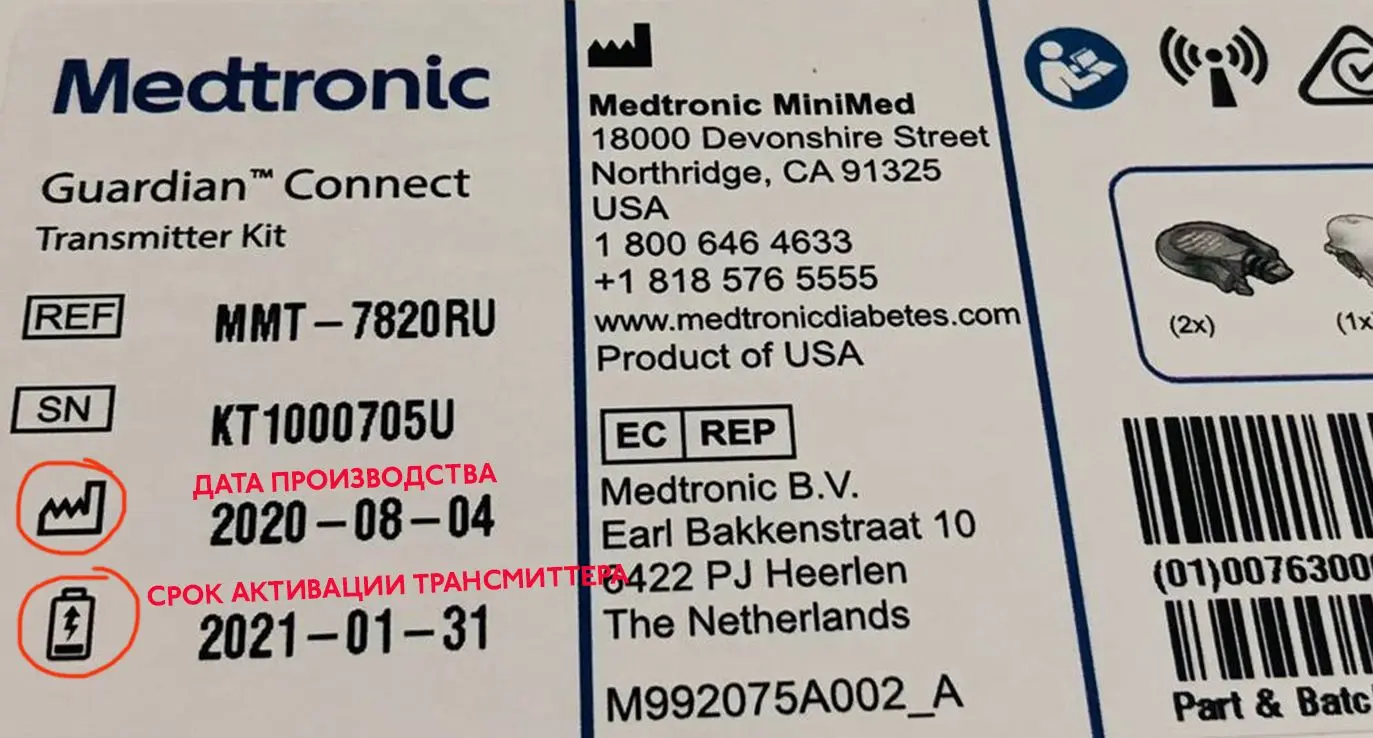 Medtronic
Guardian™ Connect
Transmitter Kit
REF MMT-7820RU
SN KT1000705U
ДАТА ПРОИЗВОДСТВА
2020-08-04
СРОК АКТИВАЦИИ ТРАНСМИТТЕРА
2021-01-31
Medtronic MiniMed
18000 Devonshire Street
Northridge, CA 91325
USA
1 800 646 4633
+1 818 576 5555
www.medtronicdiabetes.com
Product of USA
EC REP
Medtronic B.V.
Earl Bakkenstraat 10
6422 PJ Heerlen
The Netherlands
M992075A002_A
(2x)
(1x
(01)0076300
Part & Batc